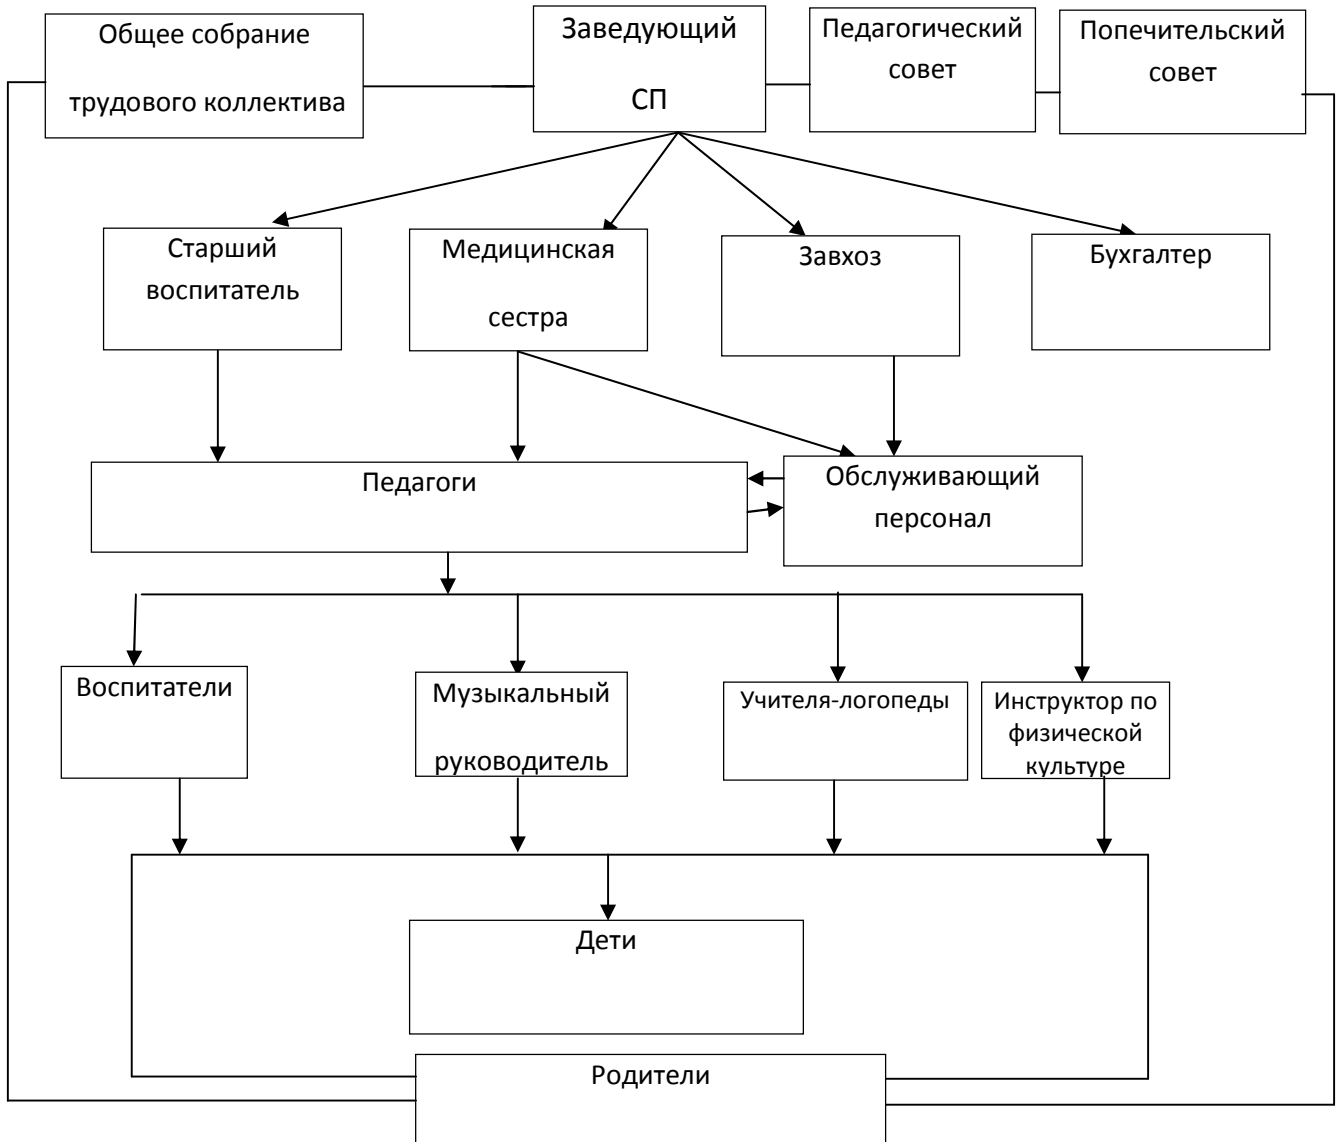 Общее собрание
трудового коллектива
Заведующий
СП
Педагогический
совет
Попечительский
совет
Старший
воспитатель
Медицинская
сестра
Завхоз
Бухгалтер
Педагоги
Обслуживающий
персонал
Воспитатели
Музыкальный
руководитель
Учителя-логопеды
Инструктор по
физической
культуре
Дети
Родители